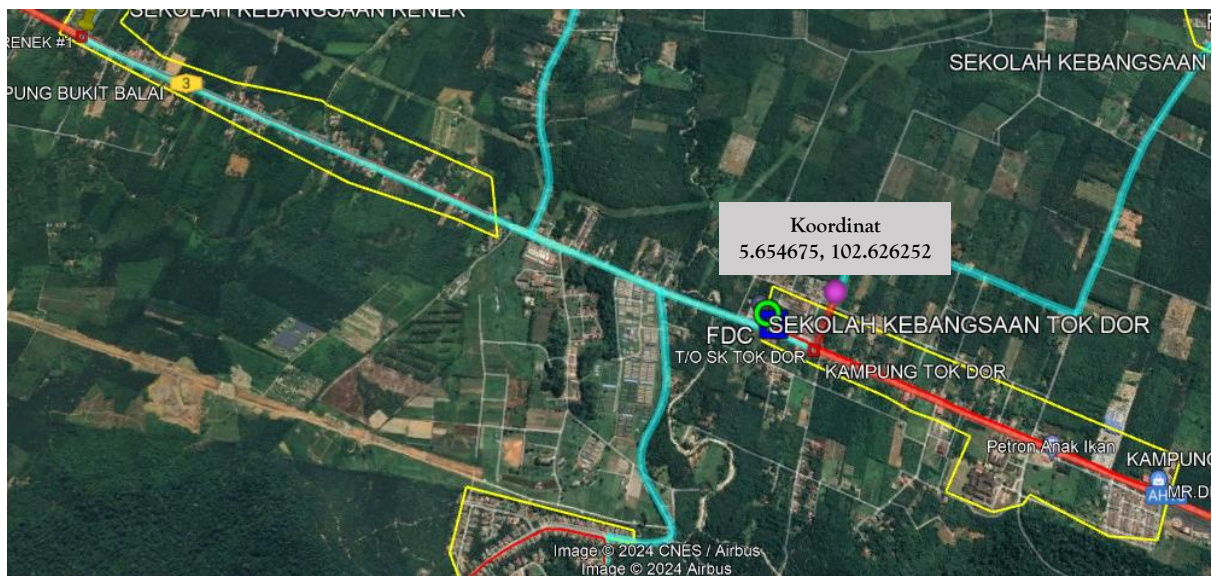 SEKOLAH KEBANGSAAN RENEK
RENEK #1
3
PUNG BUKIT BALAI
SEKOLAH KEBANGSAAN
Koordinat
5.654675, 102.626252
SEKOLAH KEBANGSAAN TOK DOR
FDC
T/O SK TOK DOR
KAMPUNG TOK DOR
Petron Anak Ikan
KAMPUNG
MR.DI
Image © 2024 CNES / Airbus
Image © 2024 Airbus